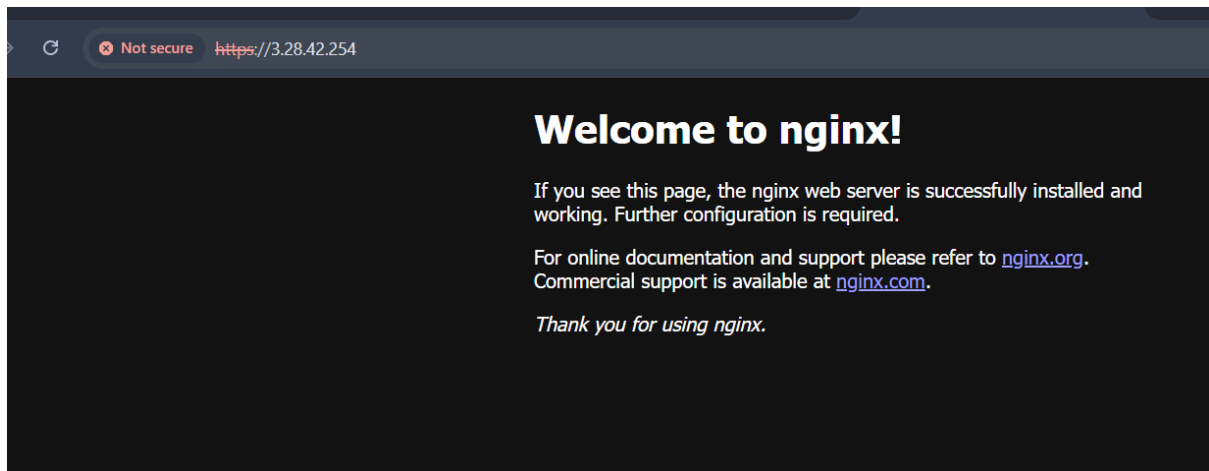 Not secure https://3.28.42.254
Welcome to nginx!
If you see this page, the nginx web server is successfully installed and
working. Further configuration is required.
For online documentation and support please refer to nginx.org.
Commercial support is available at nginx.com.
Thank you for using nginx.